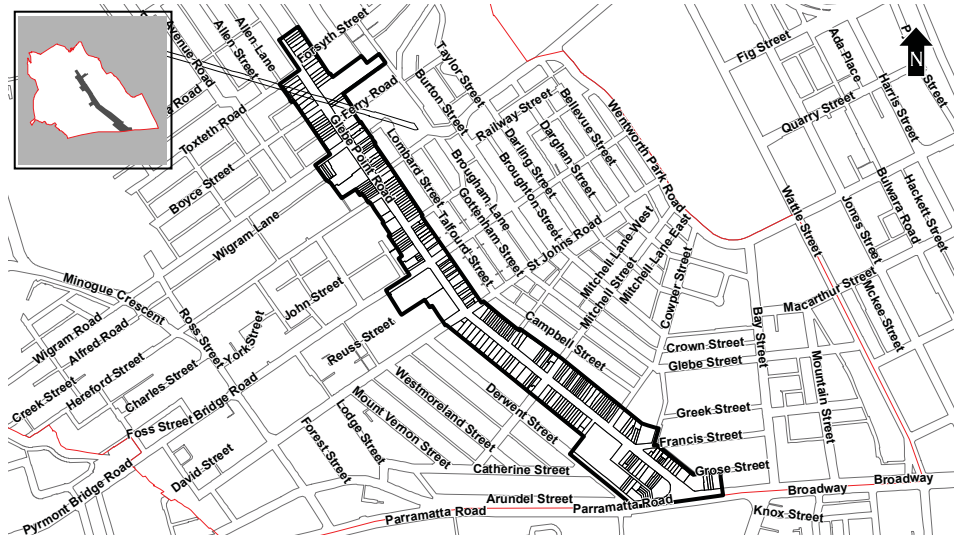 Avenue Road
Allen Street
Allen Lane
Forsyth Street
Ferry Road
Toxteth Road
Boyce Street
Glebe Point Road
Wigram Lane
Taylor Street
Burton Street
Railway Street
Bellevue Street
Darling Street
Darghan Street
Wentworth Park Road
Lombard Street
Brougham Lane
Broughton Street
Gottenham Street
Talfourd Street
St Johns Road
Mitchell Lane West
Mitchell Street
Mitchell Lane East
Cowper Street
Campbell Street
Fig Street
Ada Place
Harris Street
Quarry Street
N
Street
Wattle Street
Jones Street
Bulwara Road
Hackett Street
Macarthur Street
Mckee Street
Bay Street
Mountain Street
Crown Street
Glebe Street
Greek Street
Francis Street
Grose Street
Broadway
Broadway
Knox Street
Minogue Crescent
Wigram Road
Alfred Road
Hereford Street
Creek Street
Ross Street
York Street
Charles Street
John Street
Reuss Street
Foss Street
Bridge Road
Pyrmont Bridge Road
David Street
Forest Street
Lodge Street
Mount Vernon Street
Westmoreland Street
Derwent Street
Catherine Street
Arundel Street
Parramatta Road
Parramatta Road